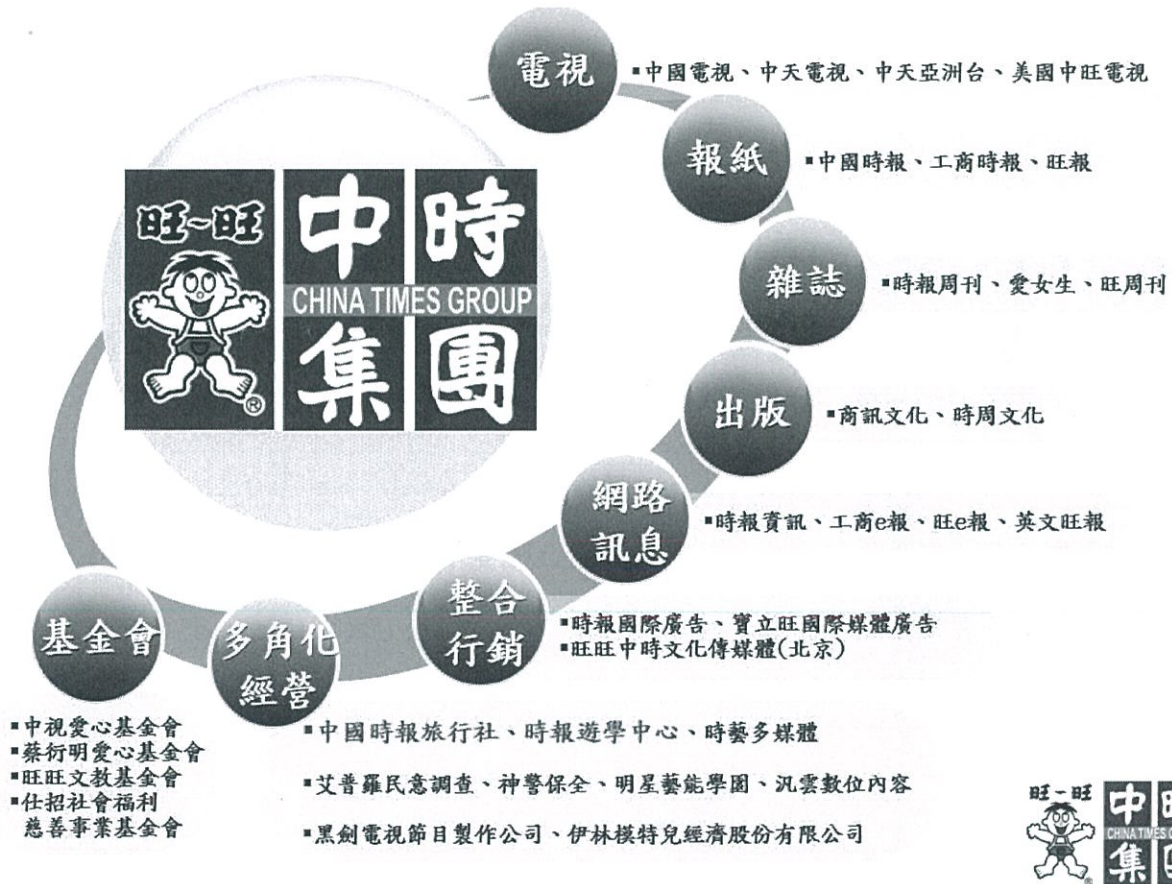 電視
▪中國電視、中天電視、中天亞洲台、美國中旺電視
報紙
▪中國時報、工商時報、旺報
雜誌
▪時報周刊、愛女生、旺周刊
出版
▪商訊文化、時周文化
網路
訊息
▪時報資訊、工商e報、旺e報、英文旺報
整合
行銷
▪時報國際廣告、寶立旺國際媒體廣告
▪旺旺中時文化傳媒體(北京)
多角化
經營
▪中國時報旅行社、時報遊學中心、時藝多媒體
▪艾普羅民意調查、神警保全、明星藝能學園、汎雲數位內容
▪黑劍電視節目製作公司、伊林模特兒經濟股份有限公司
基金會
▪中視愛心基金會
▪蔡衍明愛心基金會
▪旺旺文教基金會
▪仕招社會福利
慈善事業基金會
旺~旺
中時
CHINA TIMES GROUP
集團
®
旺~旺
中
CHINA TIMES
集